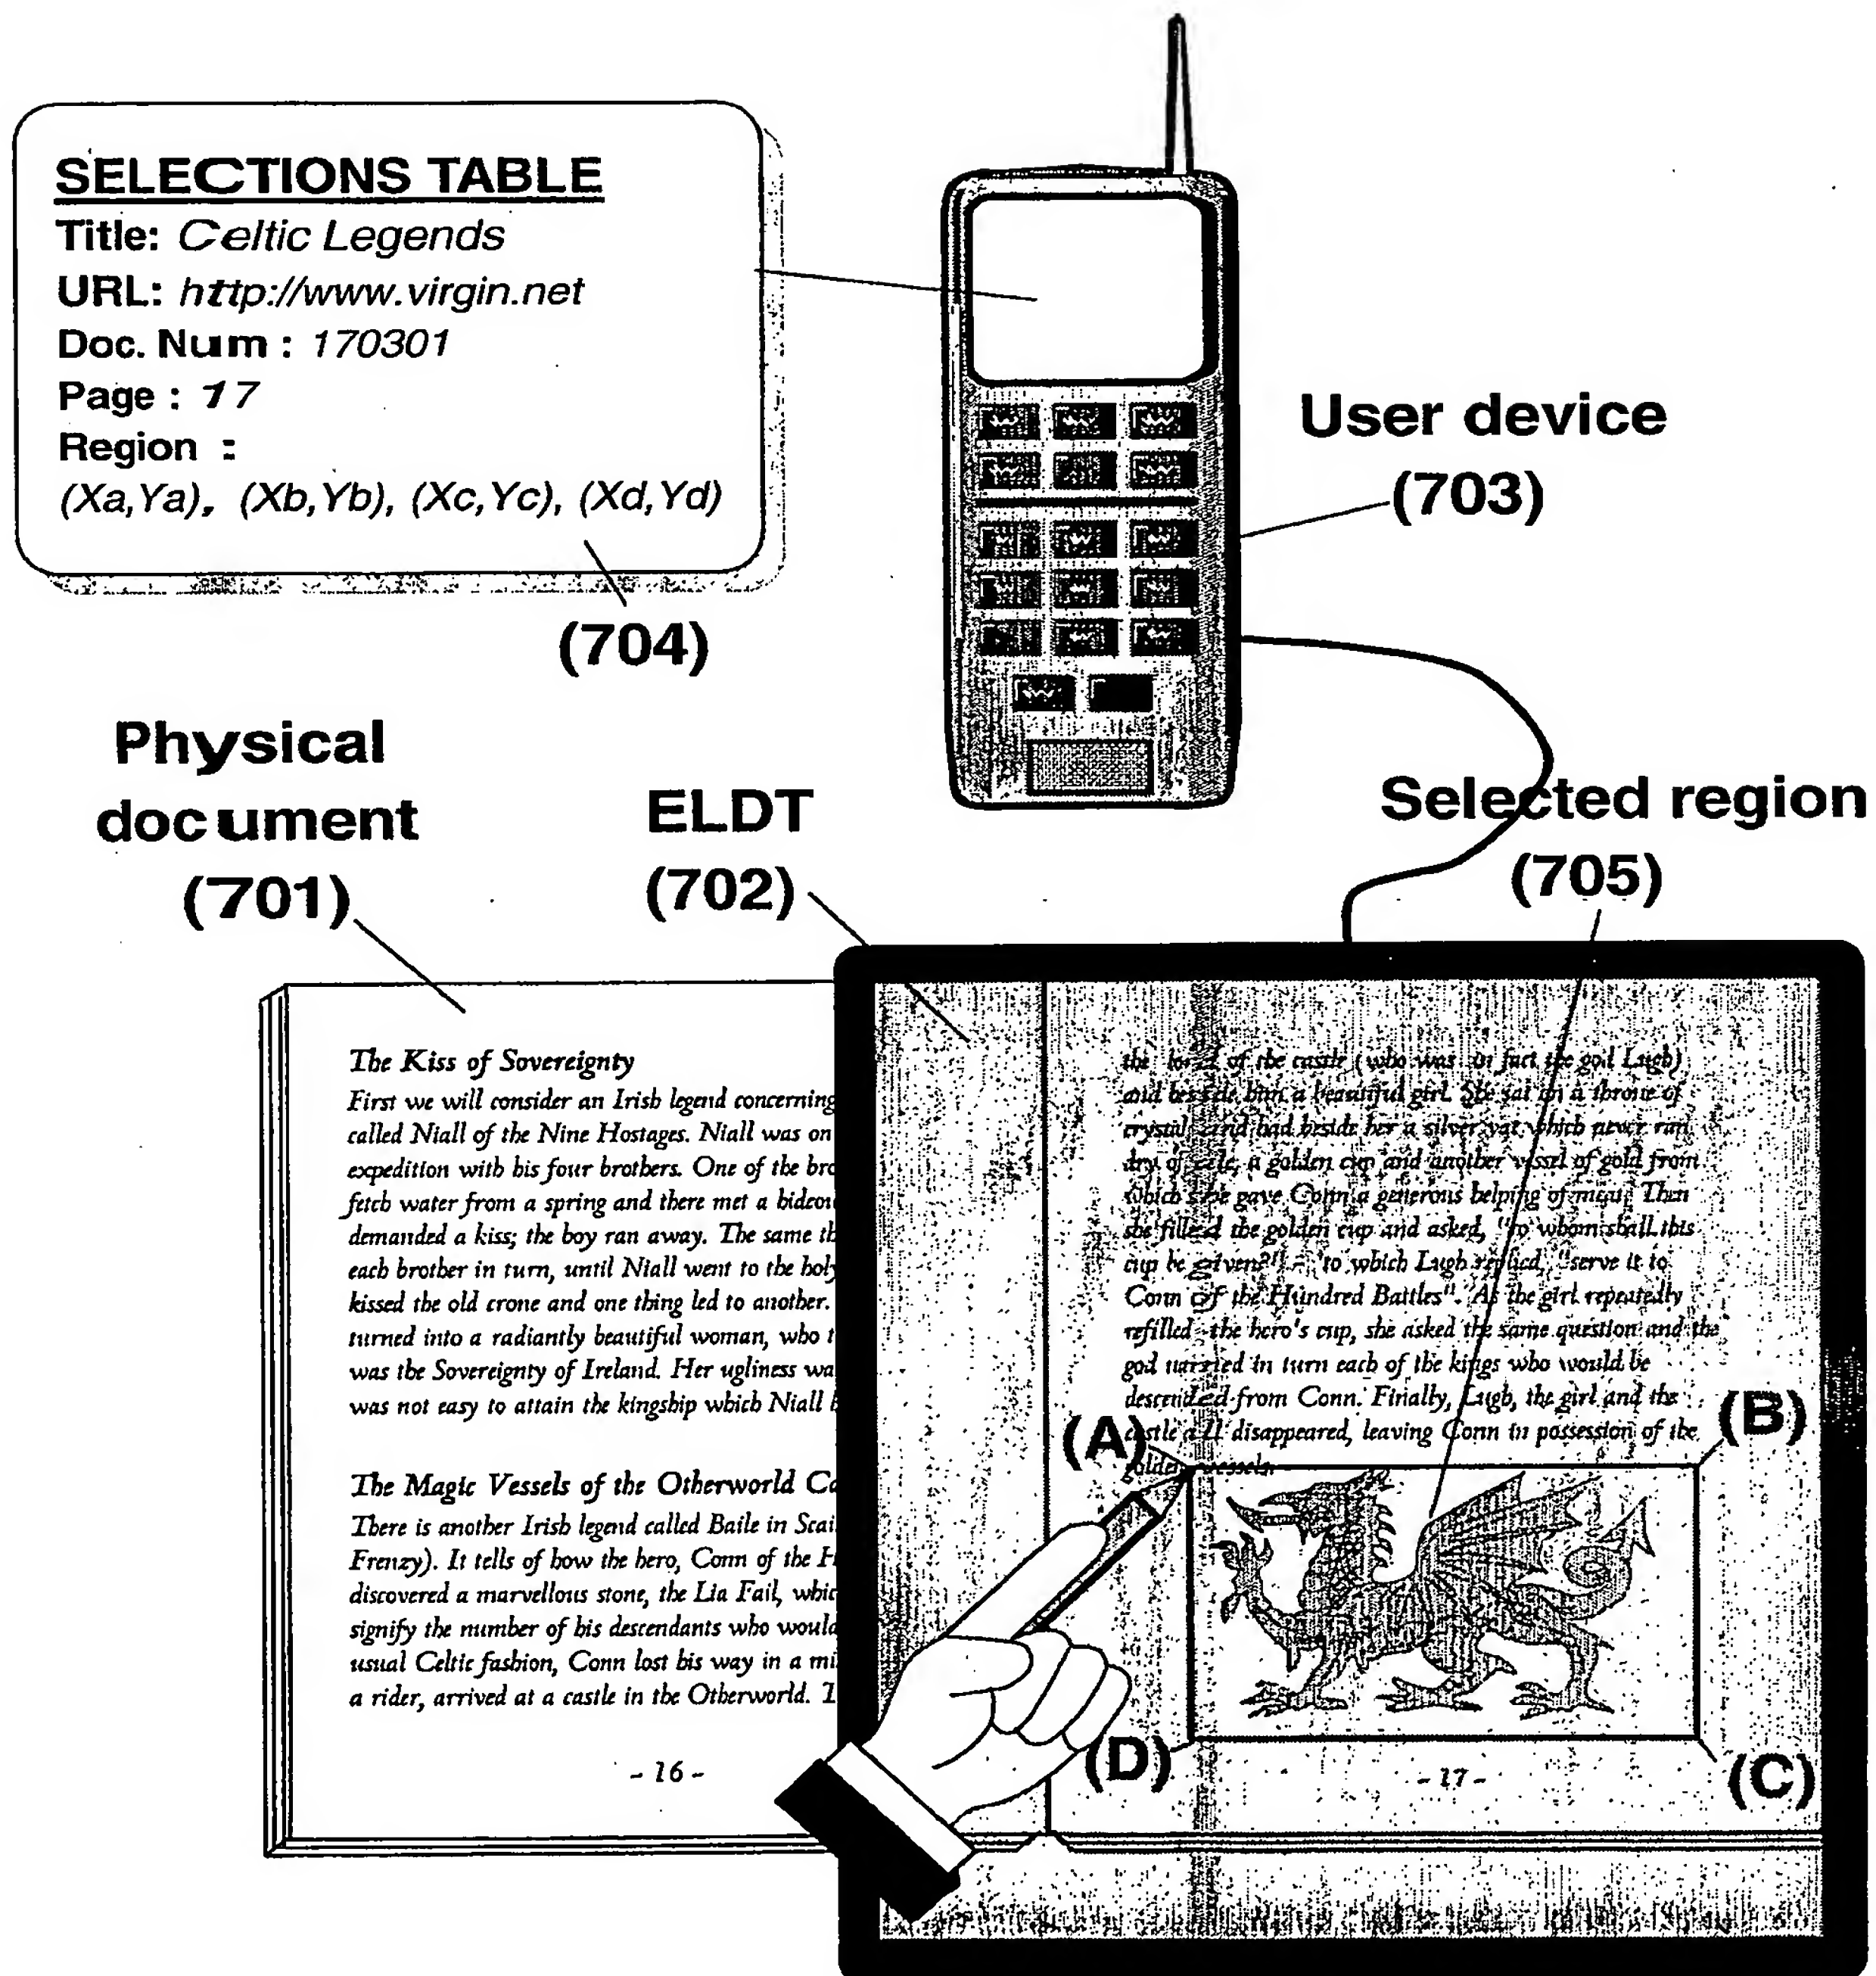 SELECTIONS TABLE
Title: Celtic Legends
URL: http://www.virgin.net
Doc. Num : 170301
Page : 17
Region :
(Xa,Ya), (Xb,Yb), (Xc,Yc), (Xd,Yd)
(704)
User device
(703)
Physical
document
(701)
ELDT
(702)
Selected region
(705)
The Kiss of Sovereignty
First we will consider an Irish legend concerning
called Niall of the Nine Hostages. Niall was on
expedition with his four brothers. One of the bro
fetch water from a spring and there met a hideou
demanded a kiss; the boy ran away. The same th
each brother in turn, until Niall went to the holy
kissed the old crone and one thing led to another.
turned into a radiantly beautiful woman, who t
was the Sovereignty of Ireland. Her ugliness wa
was not easy to attain the kingship which Niall b
The Magic Vessels of the Otherworld Ca
There is another Irish legend called Baile in Scai
Frenzy). It tells of how the hero, Conn of the H
discovered a marvellous stone, the Lia Fail, whic
signify the number of his descendants who would
usual Celtic fashion, Conn lost his way in a mi
a rider, arrived at a castle in the Otherworld. T
- 16 -
the lord of the castle (who was in fact the god Lugh)
and beside him a beautiful girl. She sat on a throne of
crystal and had beside her a silver vat which never ran
dry of ale, a golden cup and another vessel of gold from
which she gave Conn a generous helping of meat. Then
she filled the golden cup and asked, "to whom shall this
cup be given?" - to which Lugh replied, "serve it to
Conn of the Hundred Battles". As the girl repeatedly
refilled the hero's cup, she asked the same question and the
god named in turn each of the kings who would be
descended from Conn. Finally, Lugh, the girl and the
castle all disappeared, leaving Conn in possession of the
golden vessels.
(A)
(B)
(D)
(C)
- 17 -